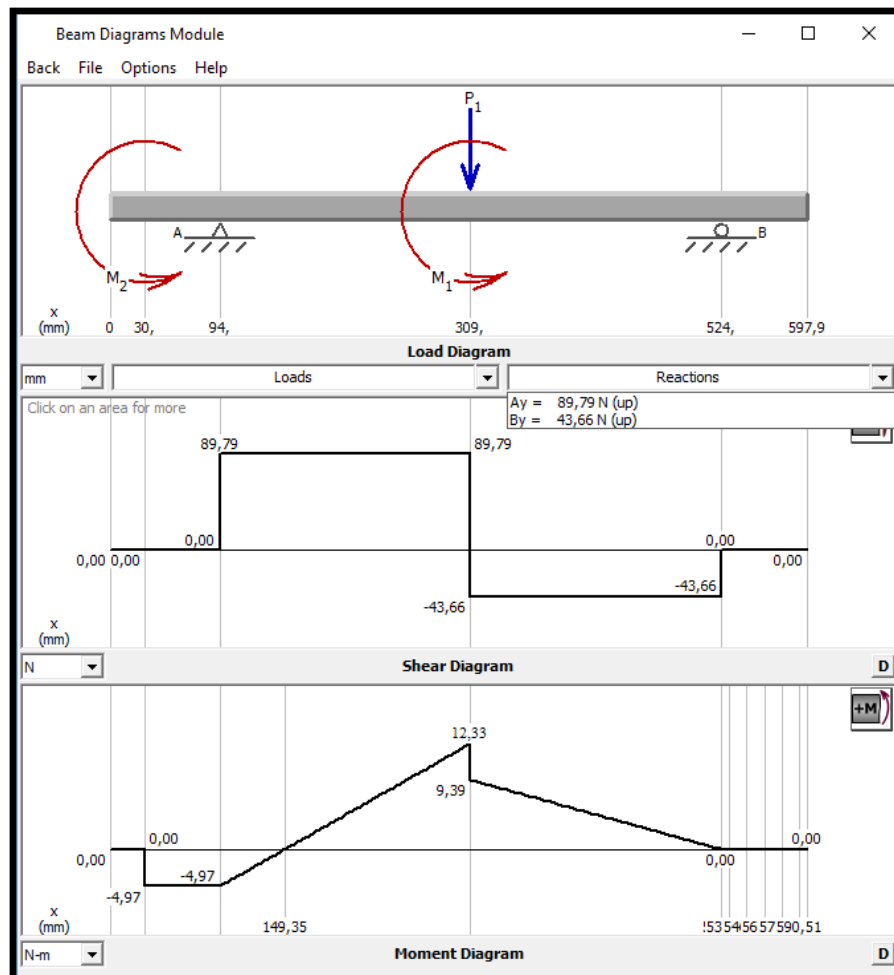 Beam Diagrams Module
Back File Options Help
P1
A
B
M2
M1
x
(mm)
0 30, 94, 309, 524, 597,9
Load Diagram
mm
Loads
Reactions
Click on an area for more
Ay = 89,79 N (up)
By = 43,66 N (up)
89,79
89,79
0,00
0,00
0,00 0,00
0,00
-43,66
-43,66
x
(mm)
N
Shear Diagram
D
+M
12,33
9,39
0,00
0,00
0,00
0,00
-4,97
-4,97
x
(mm)
149,35
N-m
Moment Diagram
D